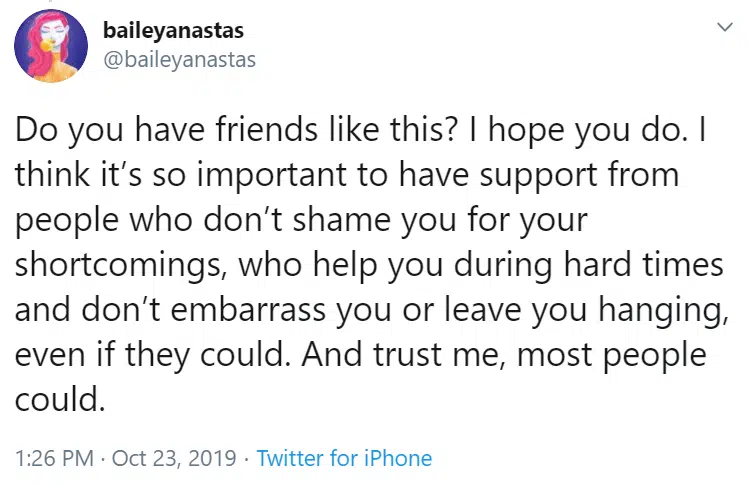 baileyanastas
@baileyanastas
Do you have friends like this? I hope you do. I
think it’s so important to have support from
people who don’t shame you for your
shortcomings, who help you during hard times
and don’t embarrass you or leave you hanging,
even if they could. And trust me, most people
could.
1:26 PM · Oct 23, 2019 · Twitter for iPhone